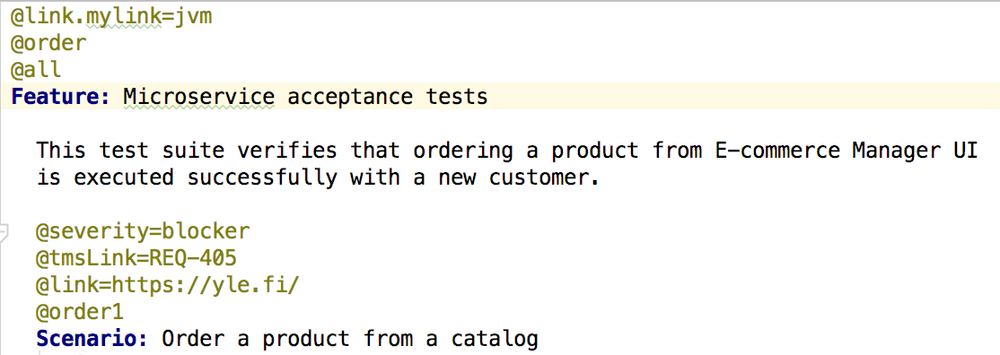 @link.mylink=jvm
@order
@all
Feature: Microservice acceptance tests
This test suite verifies that ordering a product from E-commerce Manager UI
is executed successfully with a new customer.
@severity=blocker
@tmsLink=REQ-405
@link=https://yle.fi/
@order1
Scenario: Order a product from a catalog